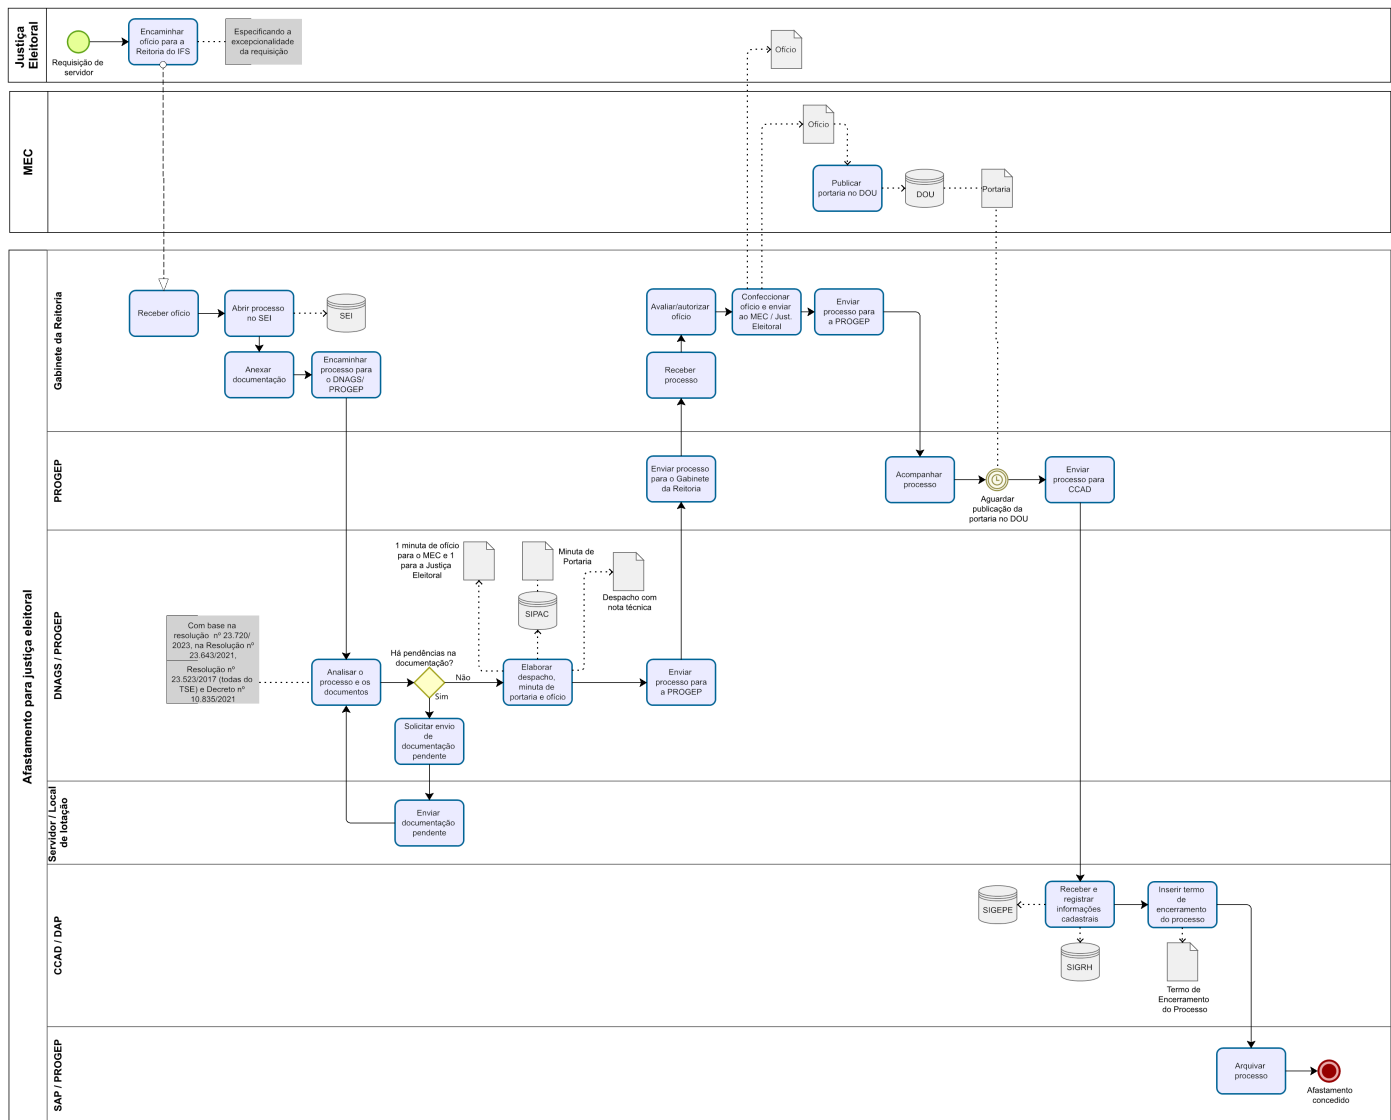 Justiça
Eleitoral
Requisição de
servidor
Encaminhar
ofício para a
Reitoria do IFS
Especificando a
excepcionalidade
da requisição
Ofício
MEC
Ofício
Publicar
portaria no DOU
DOU
Portaria
Afastamento para justiça eleitoral
Gabinete da Reitoria
Receber ofício
Abrir processo
no SEI
SEI
Anexar
documentação
Encaminhar
processo para
o DNAGS/
PROGEP
Avaliar/autorizar
ofício
Confeccionar
ofício e enviar
ao MEC / Just.
Eleitoral
Enviar
processo para
a PROGEP
Receber
processo
PROGEP
Enviar processo
para o Gabinete
da Reitoria
Acompanhar
processo
Aguardar
publicação da
portaria no DOU
Enviar
processo para
CCAD
DNAGS / PROGEP
1 minuta de ofício
para o MEC e 1
para a Justiça
Eleitoral
Minuta de
Portaria
SIPAC
Despacho com
nota técnica
Com base na
resolução nº 23.720/
2023, na Resolução nº
23.643/2021,
Resolução nº
23.523/2017 (todas do
TSE) e Decreto nº
10.835/2021
Analisar o
processo e os
documentos
Há pendências na
documentação?
Não
Sim
Elaborar
despacho,
minuta de
portaria e ofício
Enviar
processo para
a PROGEP
Solicitar envio
de
documentação
pendente
Servidor / Local
de lotação
Enviar
documentação
pendente
CCAD / DAP
SIGEPE
Receber e
registrar
informações
cadastrais
SIGRH
Inserir termo
de
encerramento
do processo
Termo de
Encerramento
do Processo
SAP / PROGEP
Arquivar
processo
Afastamento
concedido